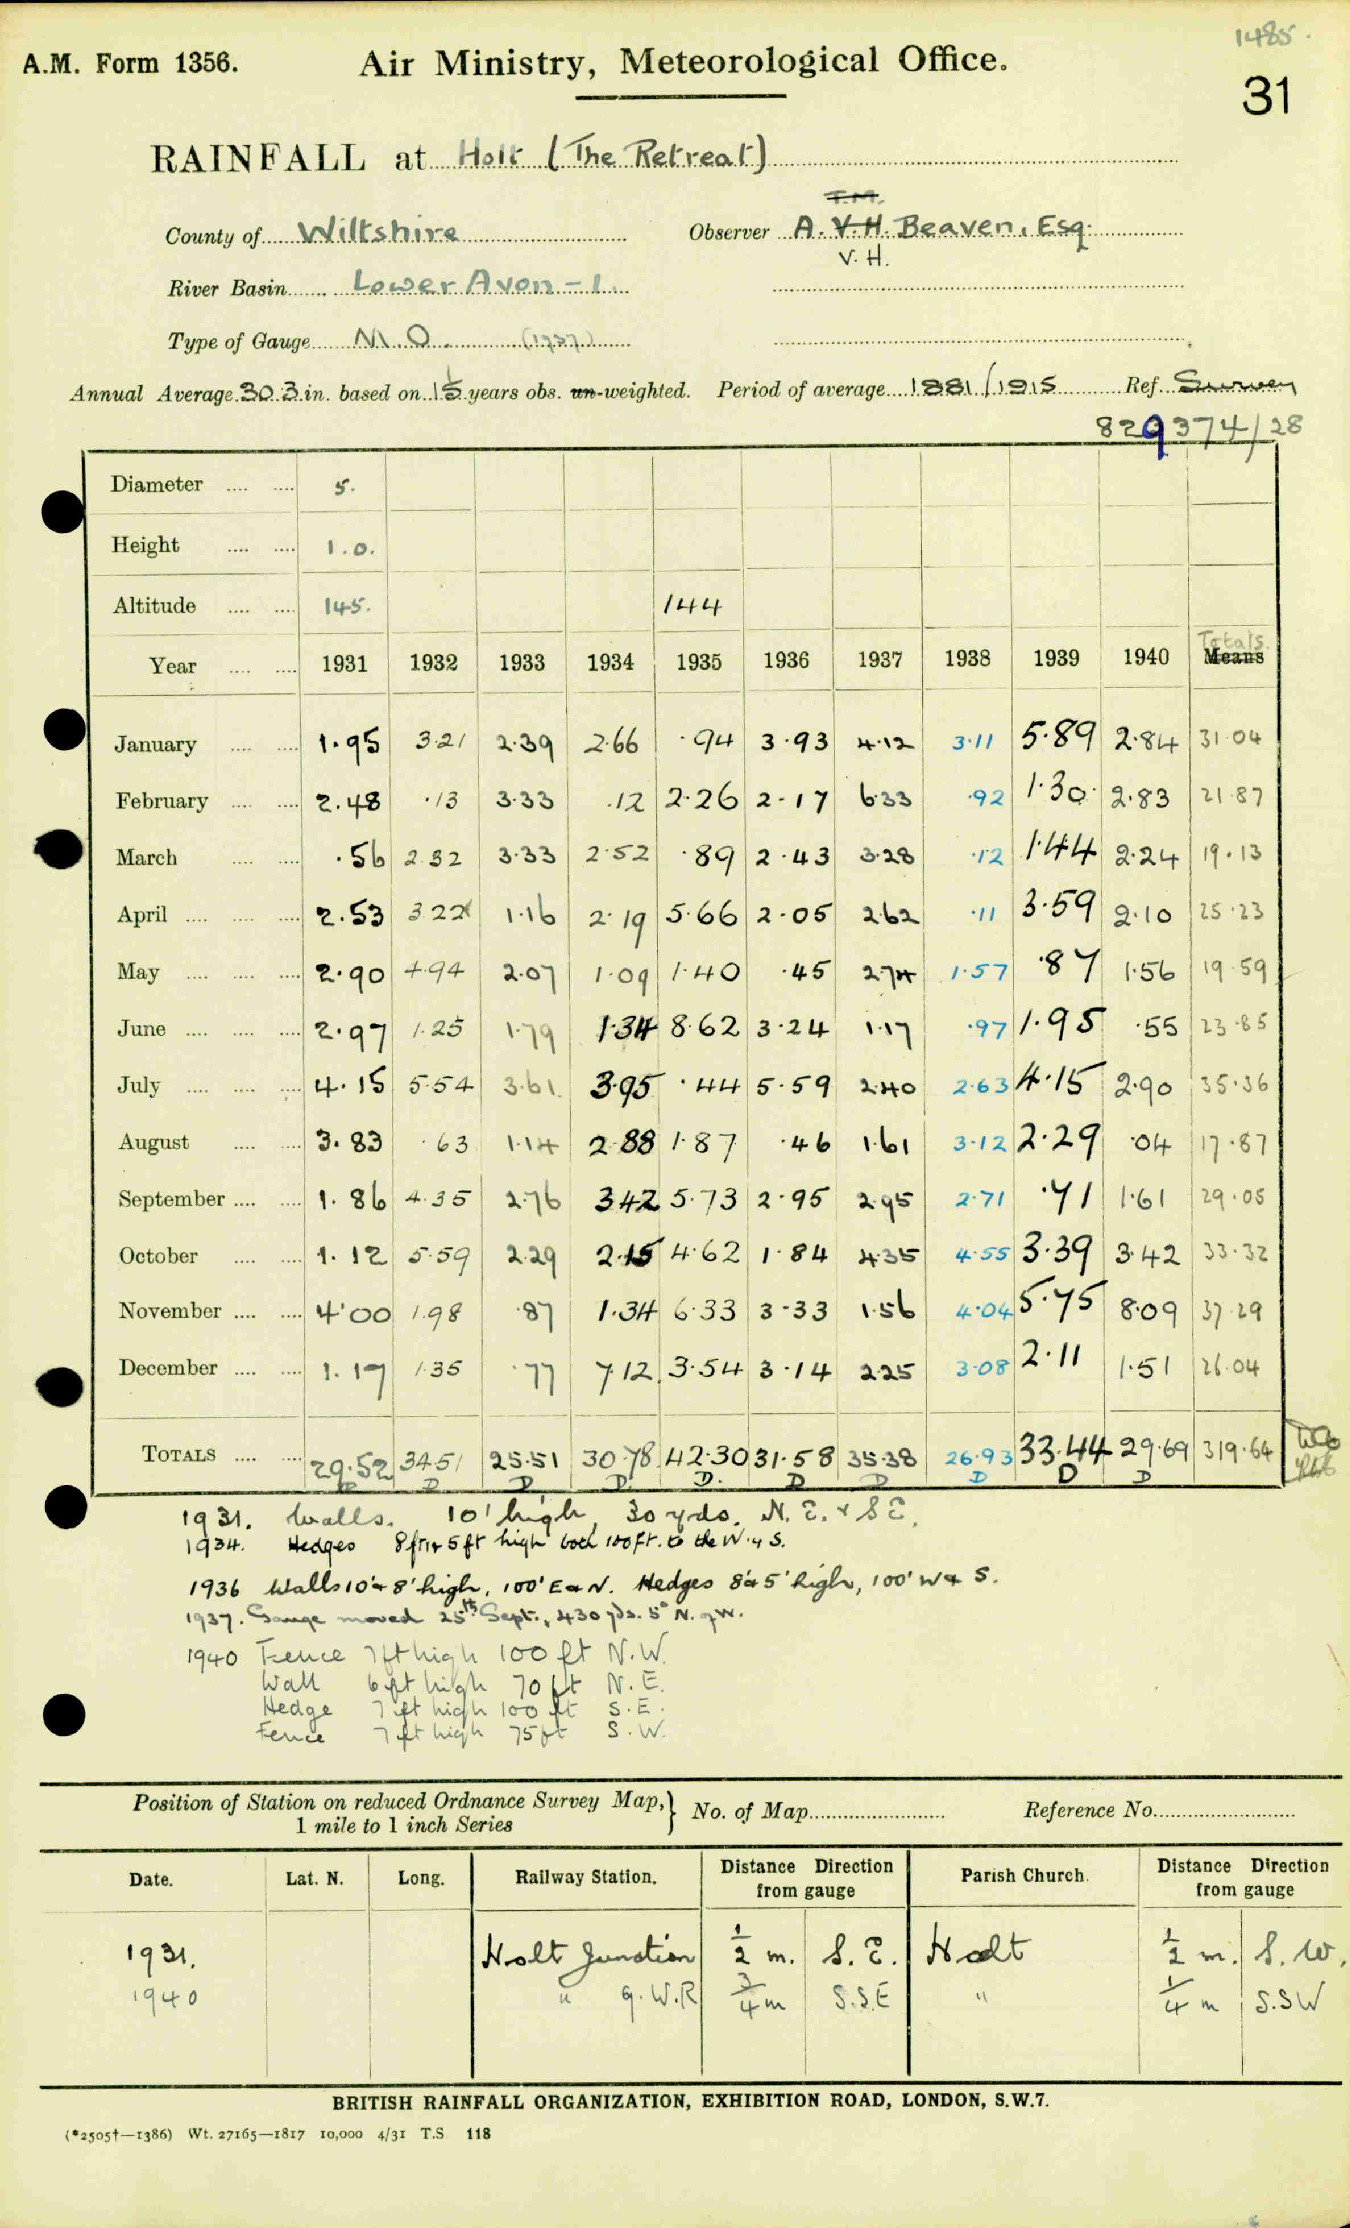 1485.
A.M. Form 1356. Air Ministry, Meteorological Office.
31
RAINFALL at Holt (The Retreat)
County of Wiltshire Observer A. V.H. Beaven, Esq.
V. H.
River Basin Lower Avon - 1.
Type of Gauge M.O. (1937)
Annual Average 30.3 in. based on 15 years obs. un-weighted. Period of average 1881/1915 Ref. Survey
829374/28
Diameter .... .... 5.
Height .... .... 1.0.
Altitude .... .... 145. 144
Totals
Year .... .... 1931 1932 1933 1934 1935 1936 1937 1938 1939 1940 Means
January .... .... 1.95 3.21 2.39 2.66 .94 3.93 4.12 3.11 5.89 2.84 31.04
February .... .... 2.48 .13 3.33 .12 2.26 2.17 6.33 .92 1.30 2.83 21.87
March .... .... .56 2.32 3.33 2.52 .89 2.43 3.28 .12 1.44 2.24 19.13
April .... .... .... 2.53 3.22 1.16 2.19 5.66 2.05 2.62 .11 3.59 2.10 25.23
May .... .... .... 2.90 4.94 2.07 1.09 1.40 .45 2.74 1.57 .87 1.56 19.59
June .... .... .... 2.97 1.25 1.79 1.34 8.62 3.24 1.17 .97 1.95 .55 23.85
July .... .... .... 4.15 5.54 3.61 3.95 .44 5.59 2.40 2.63 4.15 2.90 35.36
August .... .... 3.83 .63 1.14 2.88 1.87 .46 1.61 3.12 2.29 .04 17.87
September .... .... 1.86 4.35 2.76 3.42 5.73 2.95 2.95 2.71 .71 1.61 29.05
October .... .... 1.12 5.59 2.29 2.15 4.62 1.84 4.35 4.55 3.39 3.42 33.32
November .... .... 4.00 1.98 .87 1.34 6.33 3.33 1.56 4.04 5.75 8.09 37.29
December .... .... 1.17 1.35 .77 7.12 3.54 3.14 2.25 3.08 2.11 1.51 26.04
TOTALS .... .... 29.52 34.51 25.51 30.78 42.30 31.58 35.38 26.93 33.44 29.69 319.64
D D D D D. D D D D D
1931. Walls. 10' high, 30 yds. N.E. & S E.
1934. Hedges 8ft & 5ft high both 100 ft. to the W. & S.
1936 Walls 10' & 8' high, 100' E & N. Hedges 8' & 5' high, 100' W & S.
1937. Gauge moved 25th Sept., 430 yds. 5° N. of W.
1940 Fence 7ft high 100 ft N.W.
Wall 6 ft high 70 ft N.E.
Hedge 7 ft high 100 ft S.E.
Fence 7 ft high 75 ft S.W.
Position of Station on reduced Ordnance Survey Map, } No. of Map Reference No.
1 mile to 1 inch Series
Date. Lat. N. Long. Railway Station. Distance Direction from gauge Parish Church. Distance Direction from gauge
1931. Holt Junction 1/2 m. S.E. Holt 1/2 m. S.W.
1940 " G.W.R 3/4 m S.S.E " 1/4 m S.SW
BRITISH RAINFALL ORGANIZATION, EXHIBITION ROAD, LONDON, S.W.7.
(*2505†—1386) Wt. 27165—1817 10,000 4/31 T.S 118